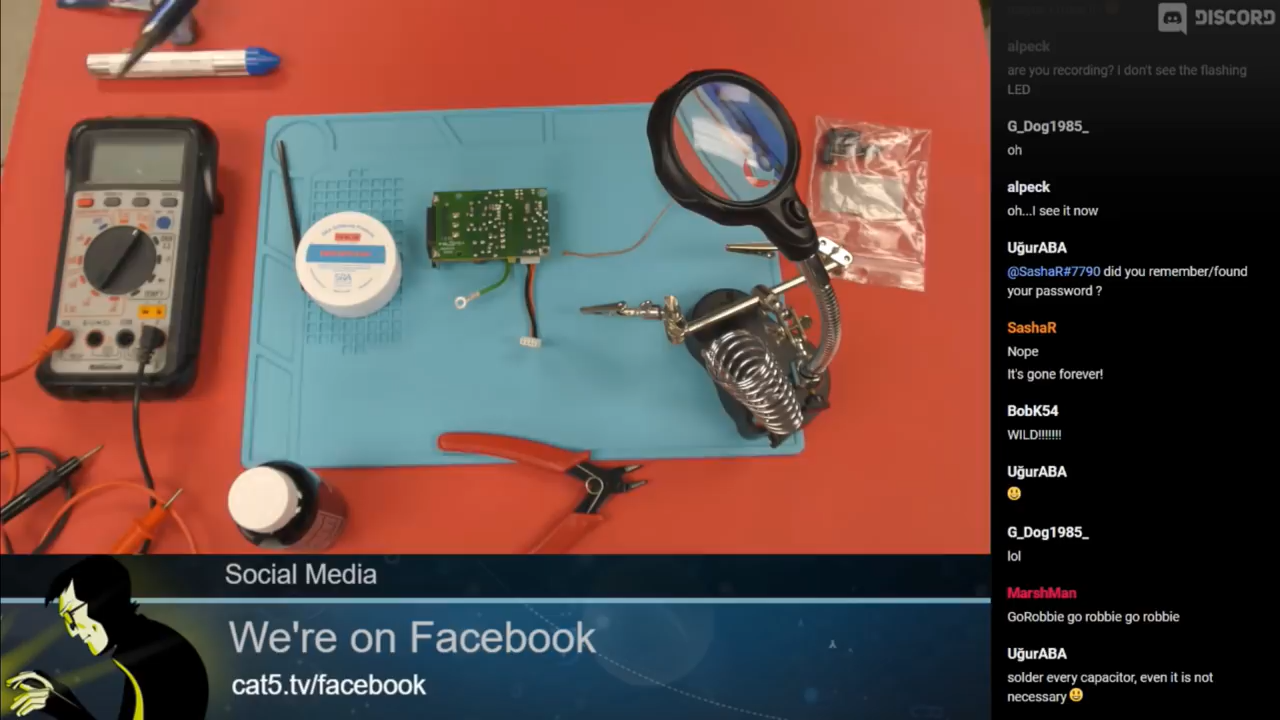 DISCORD
alpeck
are you recording? I don't see the flashing
LED
G_Dog1985_
oh
alpeck
oh...I see it now
UğurABA
@SashaR#7790 did you remember/found
your password ?
SashaR
Nope
It's gone forever!
BobK54
WILD!!!!!!!
UğurABA
G_Dog1985_
lol
MarshMan
GoRobbie go robbie go robbie
UğurABA
solder every capacitor, even it is not
necessary
Social Media
We're on Facebook
cat5.tv/facebook